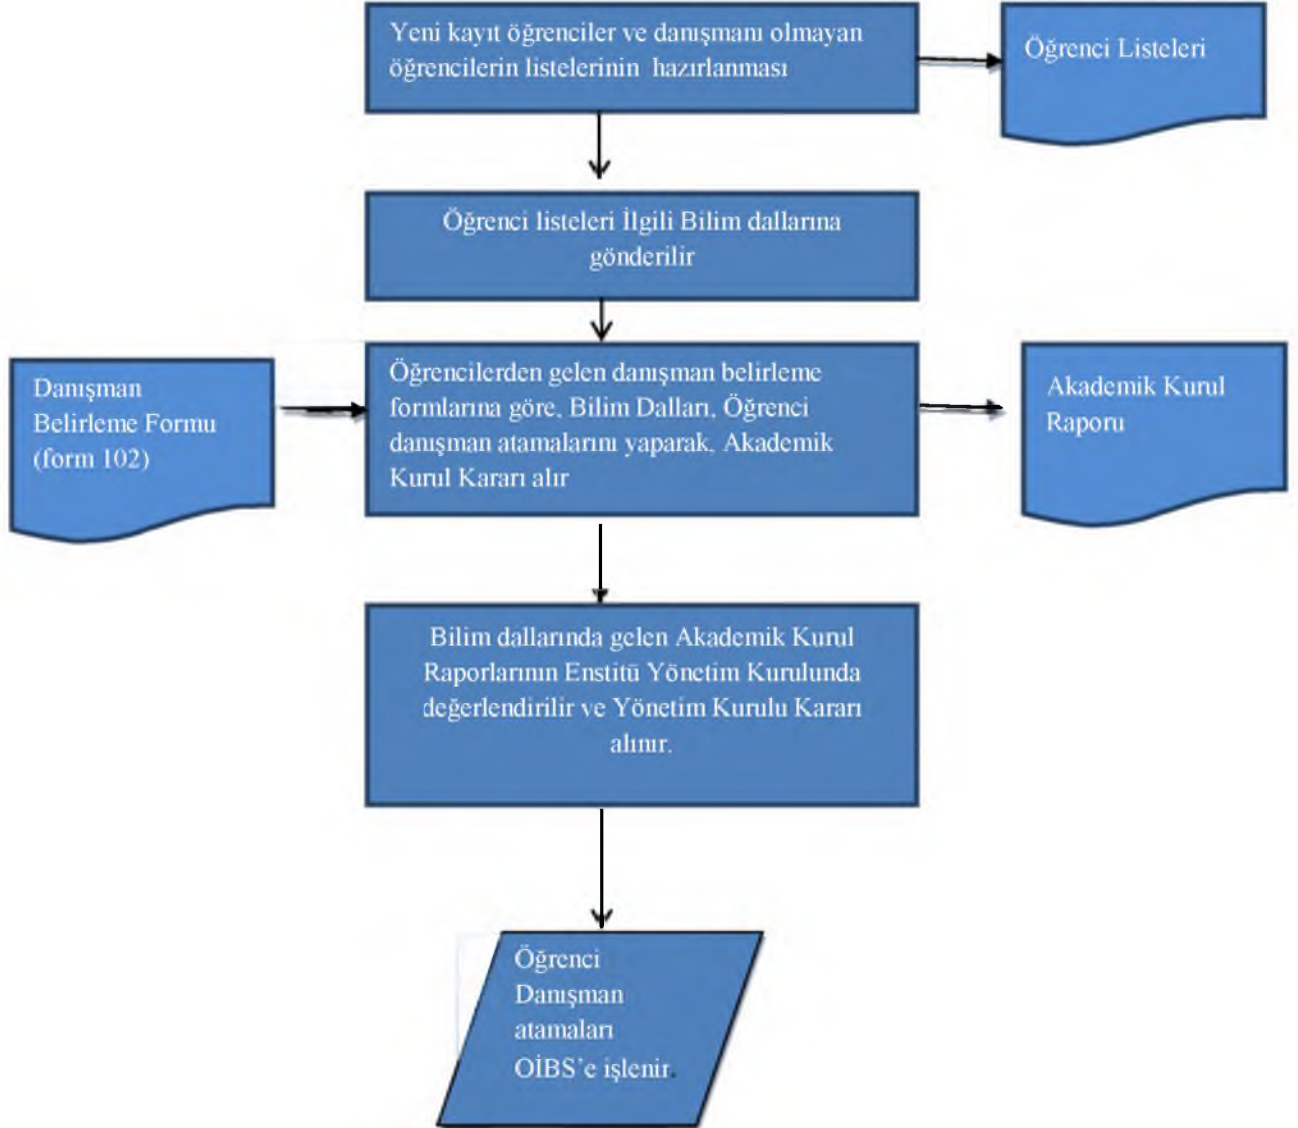 Yeni kayıt öğrenciler ve danışmanı olmayan
öğrencilerin listelerinin hazırlanması
Öğrenci Listeleri
Öğrenci listeleri İlgili Bilim dallarına
gönderilir
Danışman
Belirleme Formu
(form 102)
Öğrencilerden gelen danışman belirleme
formlarına göre, Bilim Dalları, Öğrenci
danışman atamalarını yaparak, Akademik
Kurul Kararı alır
Akademik Kurul
Raporu
Bilim dallarında gelen Akademik Kurul
Raporlarının Enstitü Yönetim Kurulunda
değerlendirilir ve Yönetim Kurulu Kararı
alınır.
Öğrenci
Danışman
atamaları
OİBS’e işlenir.